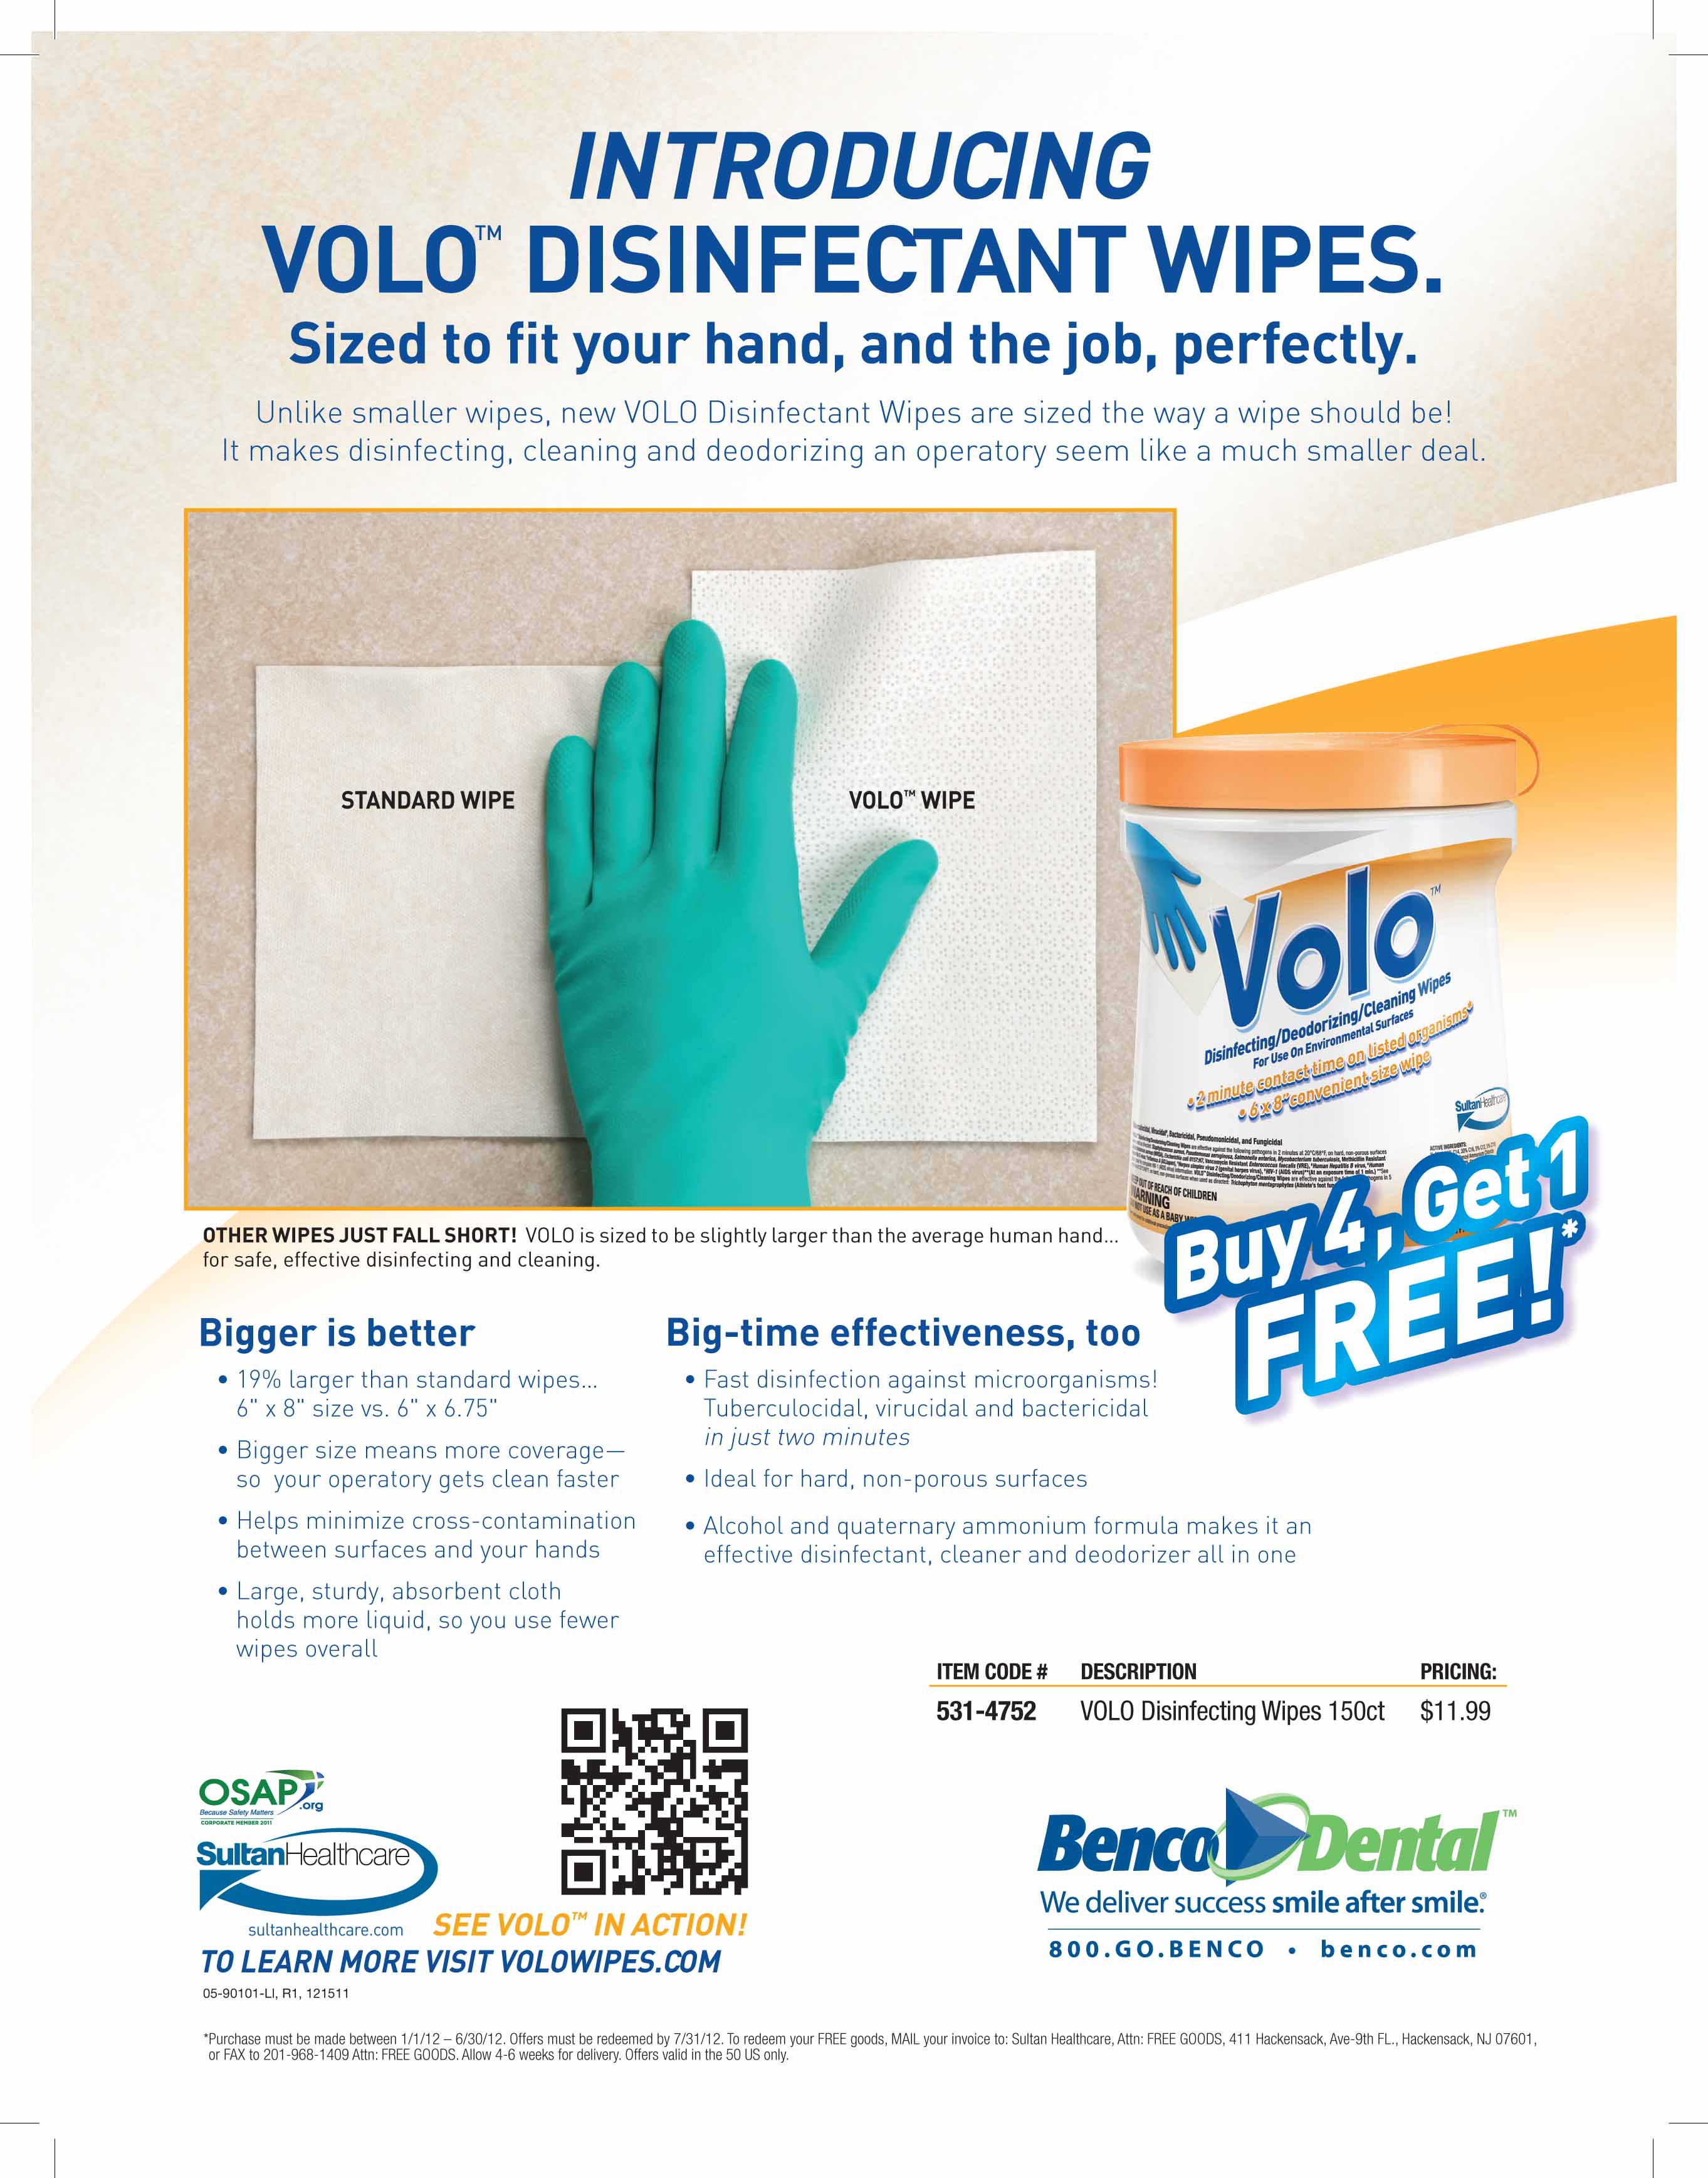 INTRODUCING
VOLO™ DISINFECTANT WIPES.
Sized to fit your hand, and the job, perfectly.
Unlike smaller wipes, new VOLO Disinfectant Wipes are sized the way a wipe should be!
It makes disinfecting, cleaning and deodorizing an operatory seem like a much smaller deal.
STANDARD WIPE
VOLO™ WIPE
Volo™
Disinfecting/Deodorizing/Cleaning Wipes
For Use On Environmental Surfaces
• 2 minute contact time on listed organisms*
• 6 x 8" convenient size wipe
SultanHealthcare
Bactericidal, Pseudomonicidal, and Fungicidal
ACTIVE INGREDIENTS
OUT OF REACH OF CHILDREN
WARNING
NOT USE AS A BABY
Buy 4, Get 1
FREE!*
OTHER WIPES JUST FALL SHORT! VOLO is sized to be slightly larger than the average human hand...
for safe, effective disinfecting and cleaning.
Bigger is better
• 19% larger than standard wipes...
6" x 8" size vs. 6" x 6.75"
• Bigger size means more coverage—
so your operatory gets clean faster
• Helps minimize cross-contamination
between surfaces and your hands
• Large, sturdy, absorbent cloth
holds more liquid, so you use fewer
wipes overall
Big-time effectiveness, too
• Fast disinfection against microorganisms!
Tuberculocidal, virucidal and bactericidal
in just two minutes
• Ideal for hard, non-porous surfaces
• Alcohol and quaternary ammonium formula makes it an
effective disinfectant, cleaner and deodorizer all in one
ITEM CODE # DESCRIPTION PRICING:
531-4752 VOLO Disinfecting Wipes 150ct $11.99
OSAP.org
Because Safety Matters
CORPORATE MEMBER 2011
SultanHealthcare
sultanhealthcare.com
SEE VOLO™ IN ACTION!
TO LEARN MORE VISIT VOLOWIPES.COM
05-90101-LI, R1, 121511
Benco Dental™
We deliver success smile after smile.®
800.GO.BENCO • benco.com
*Purchase must be made between 1/1/12 – 6/30/12. Offers must be redeemed by 7/31/12. To redeem your FREE goods, MAIL your invoice to: Sultan Healthcare, Attn: FREE GOODS, 411 Hackensack, Ave-9th FL., Hackensack, NJ 07601,
or FAX to 201-968-1409 Attn: FREE GOODS. Allow 4-6 weeks for delivery. Offers valid in the 50 US only.